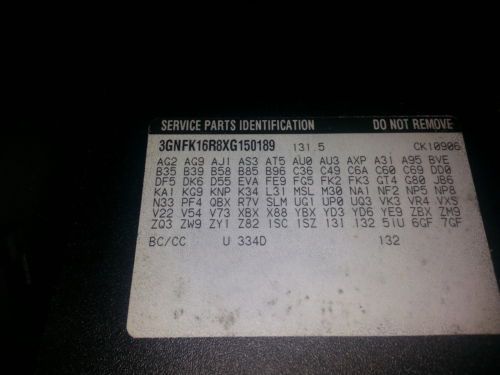 SERVICE PARTS IDENTIFICATION DO NOT REMOVE
3GNFK16R8XG150189 131.5 CK10906
AG2 AG9 AJ1 AS3 AT5 AU0 AU3 AXP A31 A95 BVE
B35 B39 B58 B85 B96 C36 C49 C6A C60 C69 DD0
DF5 DK6 D55 EVA FE9 FG5 FK2 FK3 GT4 G80 JB6
KA1 KG9 KNP K34 L31 MSL M30 NA1 NF2 NP5 NP8
N33 PF4 QBX R7V SLM UG1 UP0 UQ3 VK3 VR4 VXS
V22 V54 V73 XBX X88 YBX YD3 YD6 YE9 ZBX ZM9
ZQ3 ZW9 ZY1 Z82 1SC 1SZ 13I 132 5IU 6GF 7GF
BC/CC U 334D 132